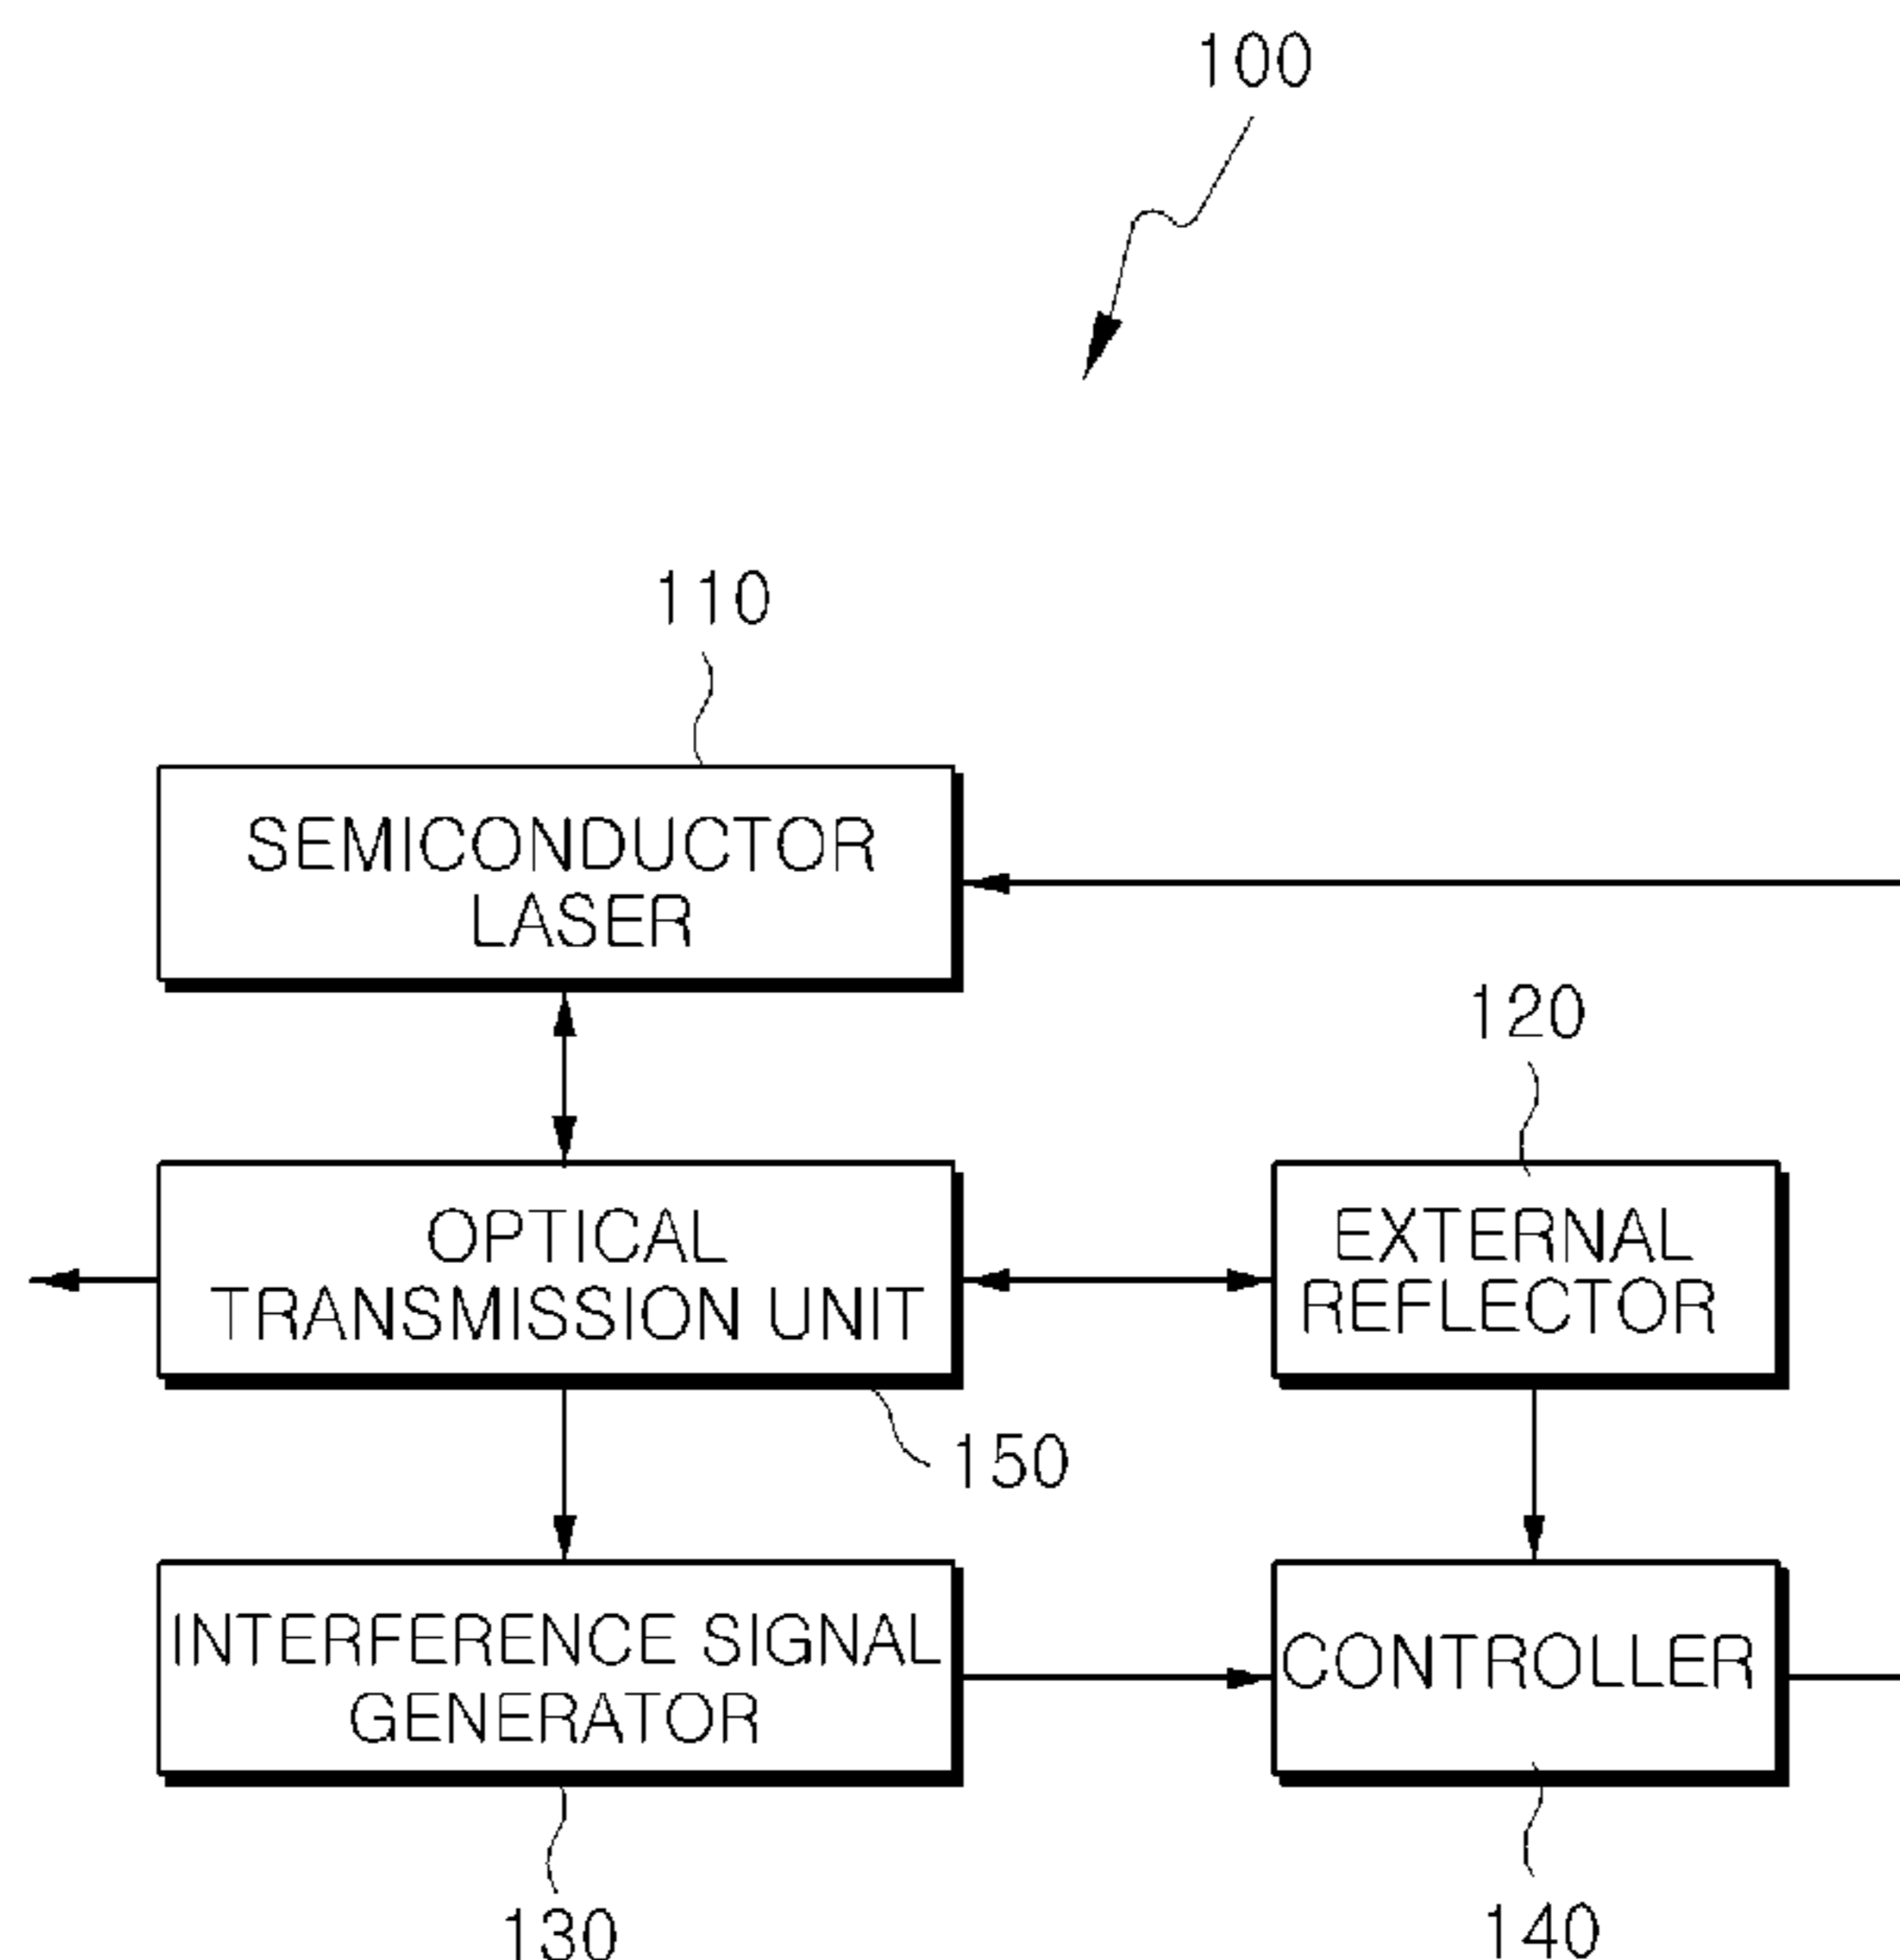 100
110
SEMICONDUCTOR
LASER
120
OPTICAL
TRANSMISSION UNIT
EXTERNAL
REFLECTOR
150
INTERFERENCE SIGNAL
GENERATOR
CONTROLLER
130
140